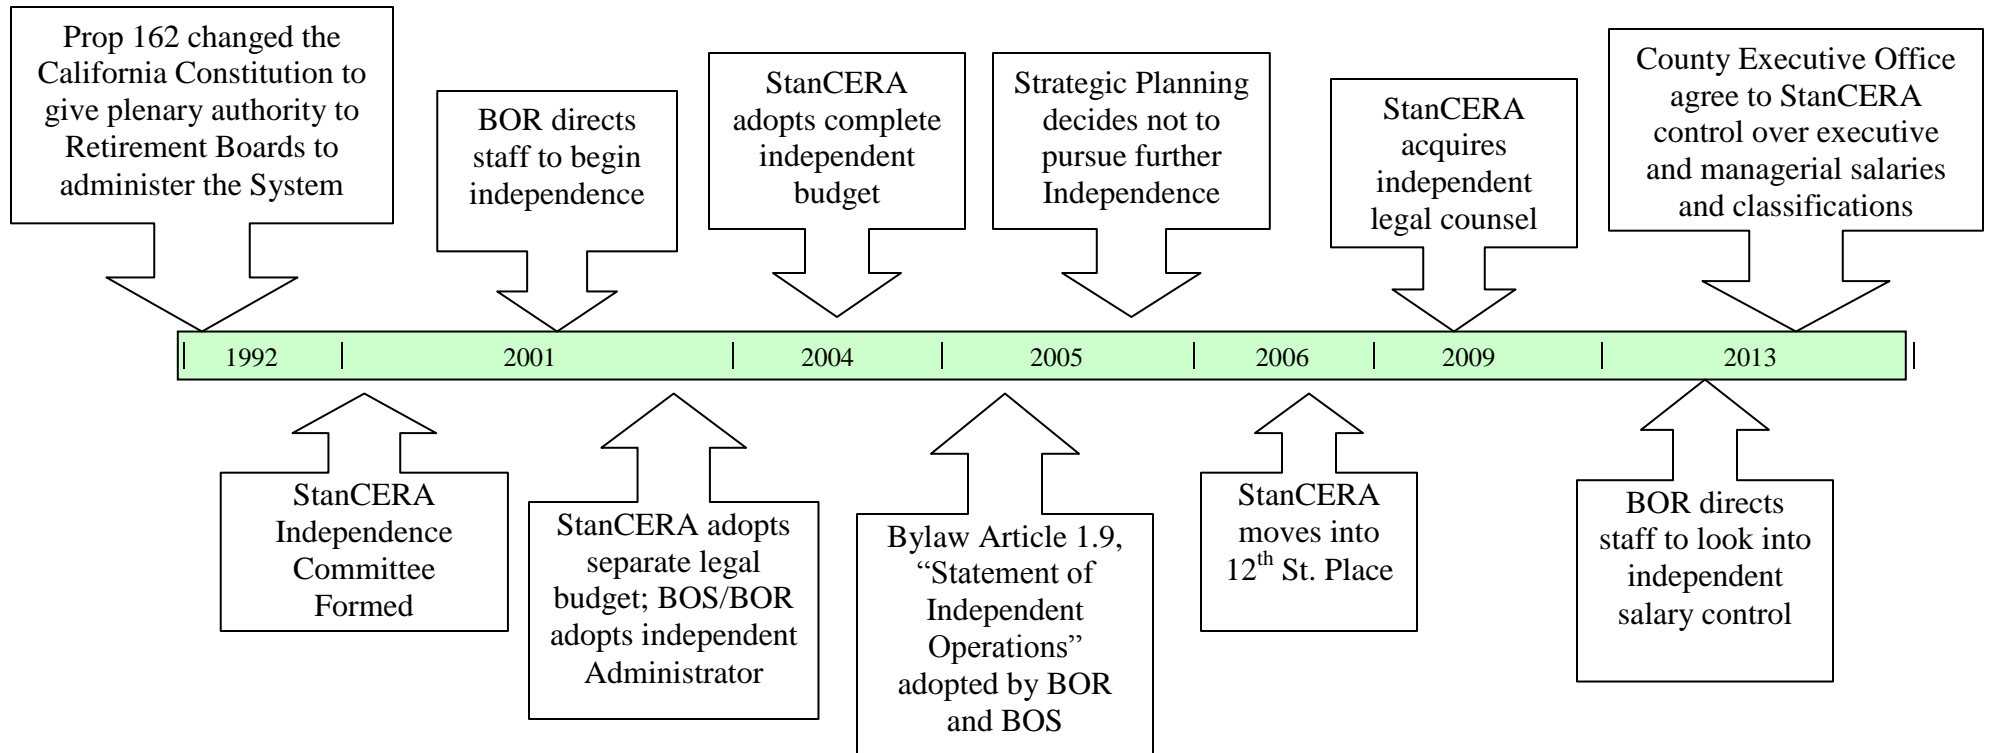 Prop 162 changed the
California Constitution to
give plenary authority to
Retirement Boards to
administer the System
BOR directs
staff to begin
independence
StanCERA
adopts complete
independent
budget
Strategic Planning
decides not to
pursue further
Independence
StanCERA
acquires
independent
legal counsel
County Executive Office
agree to StanCERA
control over executive
and managerial salaries
and classifications
1992
2001
2004
2005
2006
2009
2013
StanCERA
Independence
Committee
Formed
StanCERA adopts
separate legal
budget; BOS/BOR
adopts independent
Administrator
Bylaw Article 1.9,
“Statement of
Independent
Operations”
adopted by BOR
and BOS
StanCERA
moves into
12th St. Place
BOR directs
staff to look into
independent
salary control